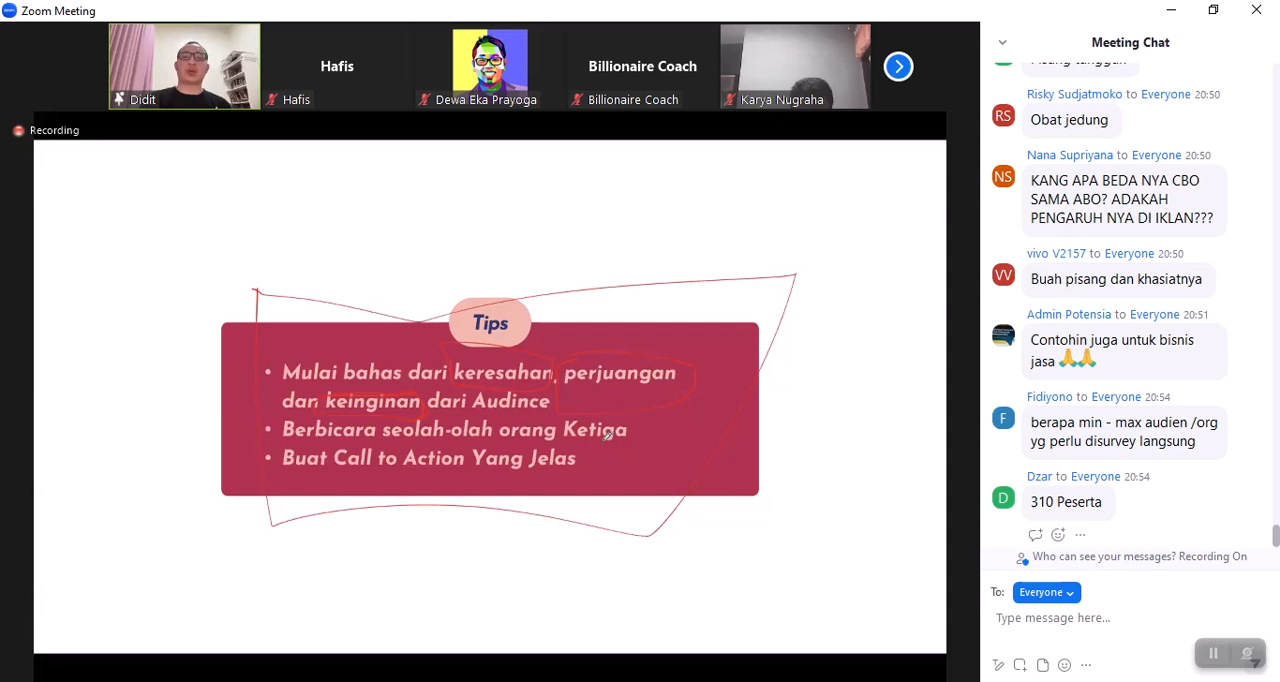 Zoom Meeting
Didit
Hafis
Hafis
Dewa Eka Prayoga
Billionaire Coach
Billionaire Coach
Karya Nugraha
Recording
Tips
• Mulai bahas dari keresahan, perjuangan
dan keinginan dari Audince
• Berbicara seolah-olah orang Ketiga
• Buat Call to Action Yang Jelas
Meeting Chat
Risky Sudjatmoko to Everyone 20:50
RS
Obat jedung
Nana Supriyana to Everyone 20:50
NS
KANG APA BEDA NYA CBO
SAMA ABO? ADAKAH
PENGARUH NYA DI IKLAN???
vivo V2157 to Everyone 20:50
VV
Buah pisang dan khasiatnya
Admin Potensia to Everyone 20:51
Contohin juga untuk bisnis
jasa 🙏🙏
Fidiyono to Everyone 20:54
F
berapa min - max audien /org
yg perlu disurvey langsung
Dzar to Everyone 20:54
D
310 Peserta
Who can see your messages? Recording On
To: Everyone
Type message here...